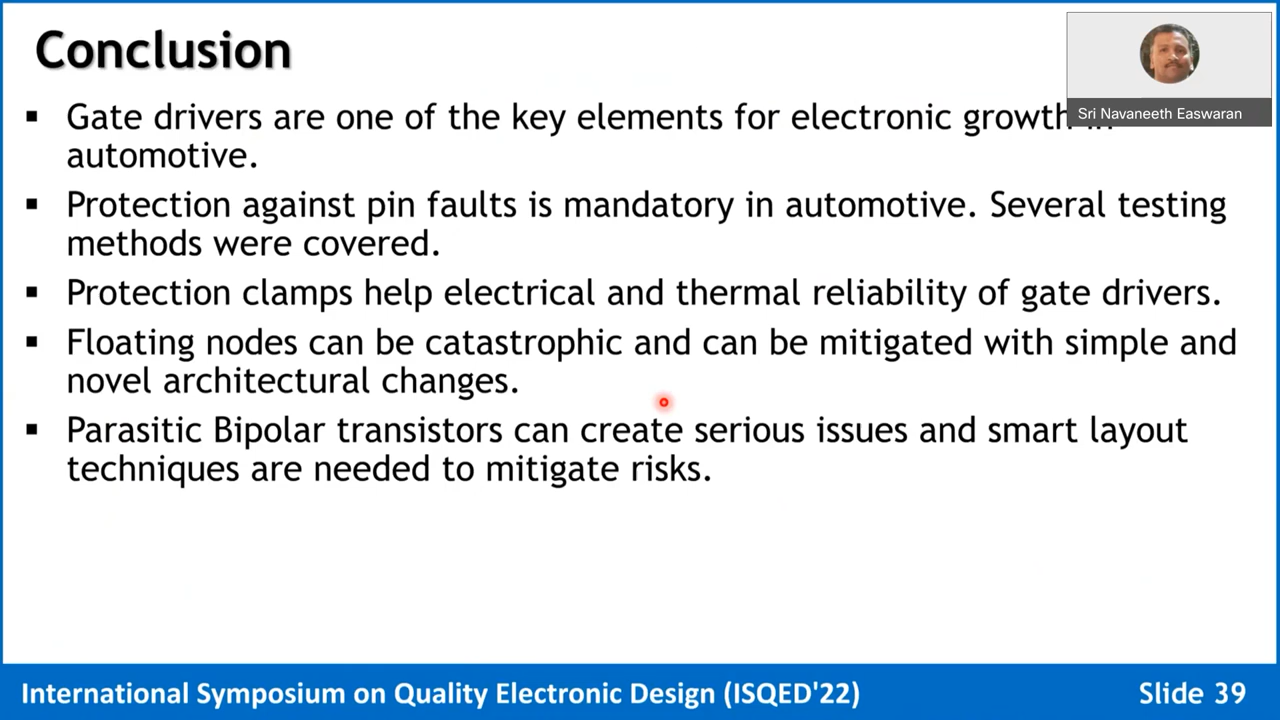 Conclusion
Sri Navaneeth Easwaran
▪ Gate drivers are one of the key elements for electronic growth in
automotive.
▪ Protection against pin faults is mandatory in automotive. Several testing
methods were covered.
▪ Protection clamps help electrical and thermal reliability of gate drivers.
▪ Floating nodes can be catastrophic and can be mitigated with simple and
novel architectural changes.
▪ Parasitic Bipolar transistors can create serious issues and smart layout
techniques are needed to mitigate risks.
International Symposium on Quality Electronic Design (ISQED'22)
Slide 39